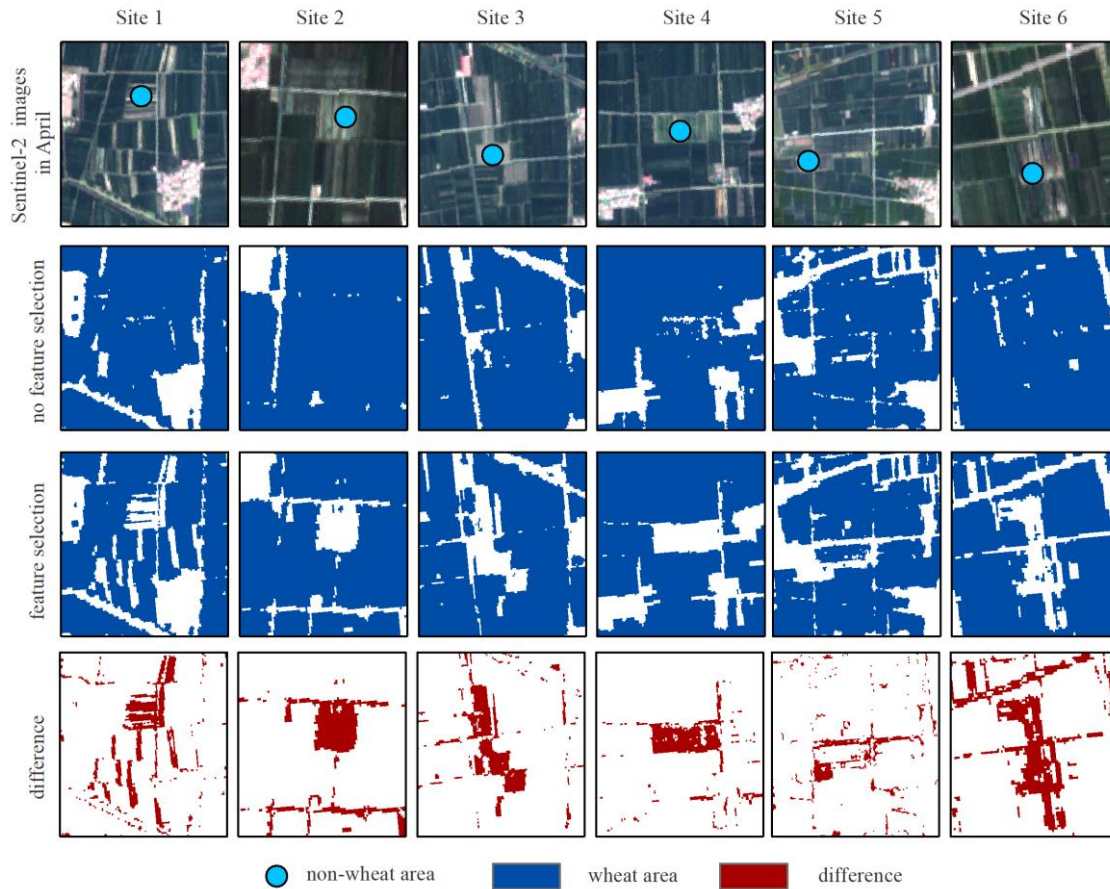 Site 1 Site 2 Site 3 Site 4 Site 5 Site 6
Sentinel-2 images
in April
no feature selection
feature selection
difference
non-wheat area wheat area difference